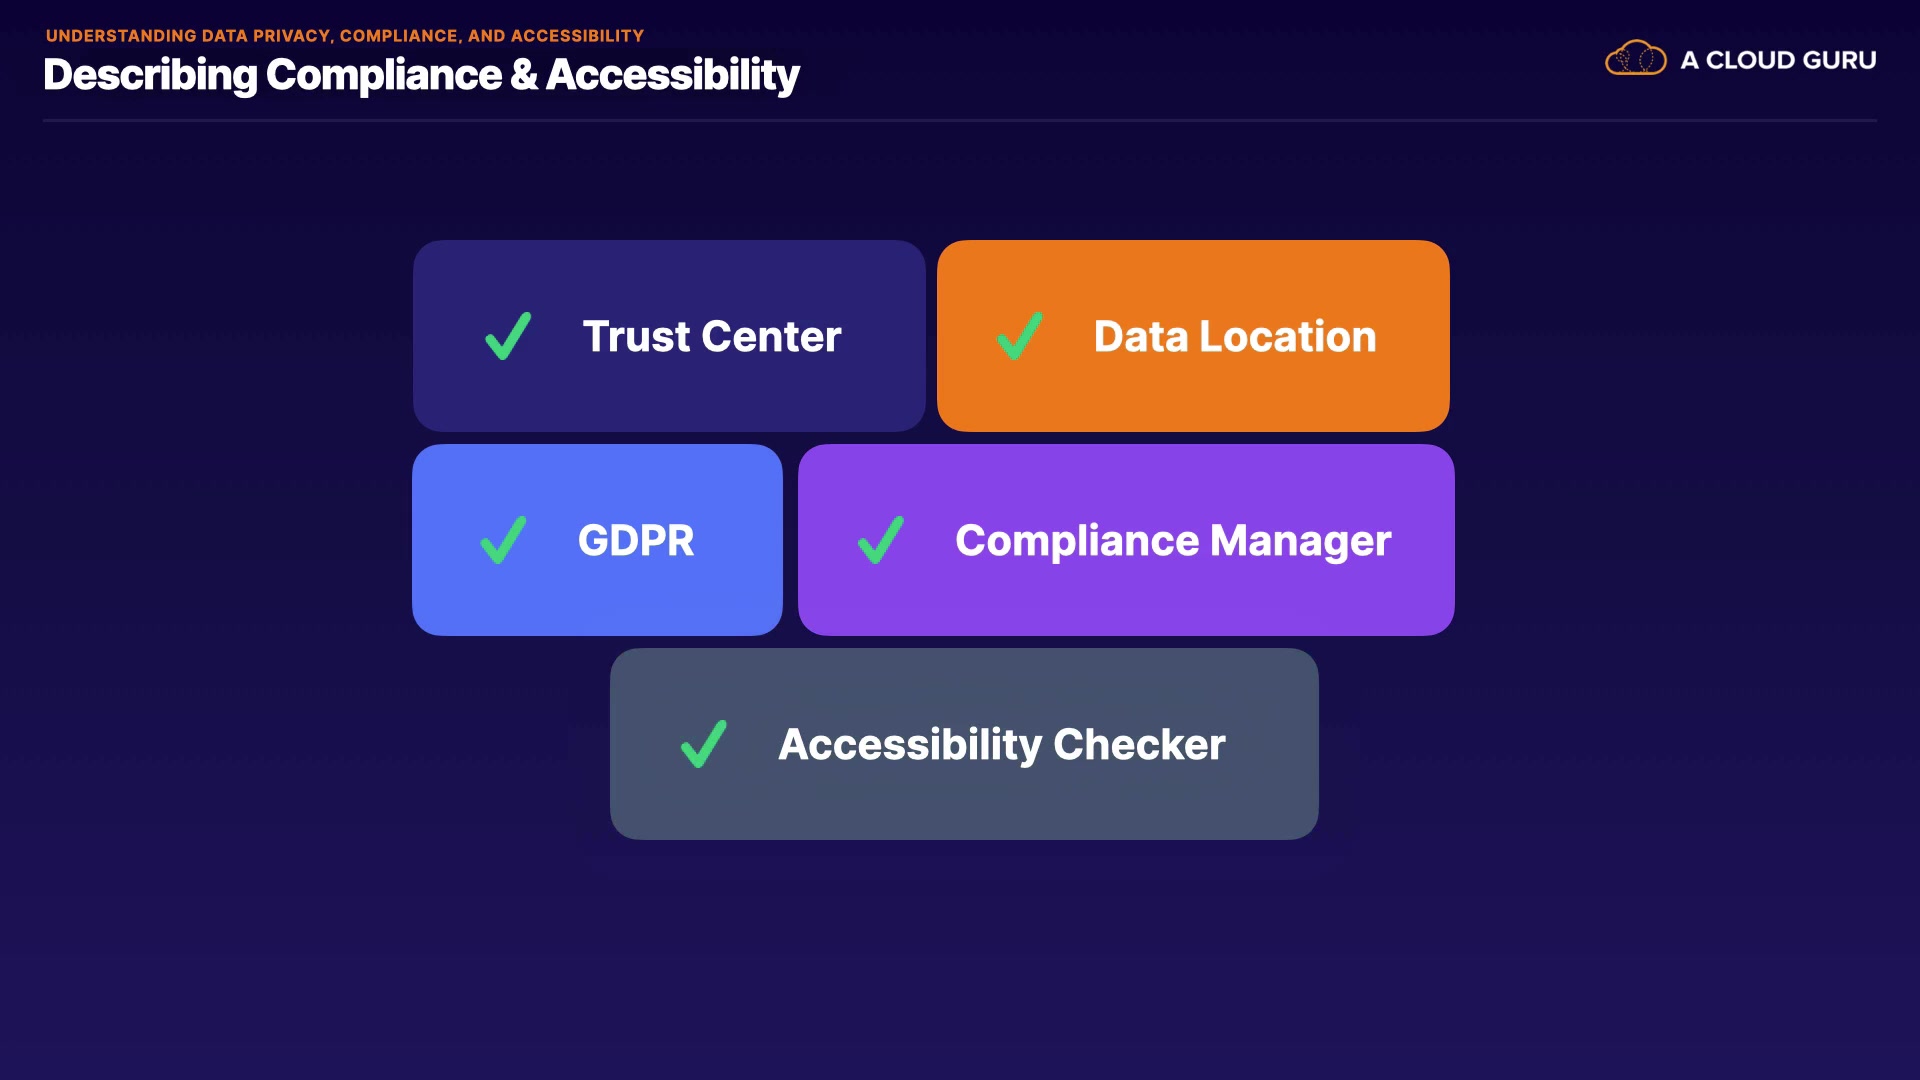 UNDERSTANDING DATA PRIVACY, COMPLIANCE, AND ACCESSIBILITY
Describing Compliance & Accessibility
A CLOUD GURU
Trust Center
Data Location
GDPR
Compliance Manager
Accessibility Checker